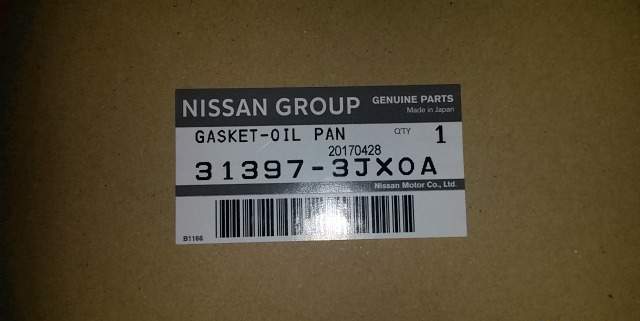 NISSAN GROUP GENUINE PARTS
Made in Japan
GASKET-OIL PAN QTY 1
20170428
31397-3JX0A
Nissan Motor Co., Ltd.
B1166